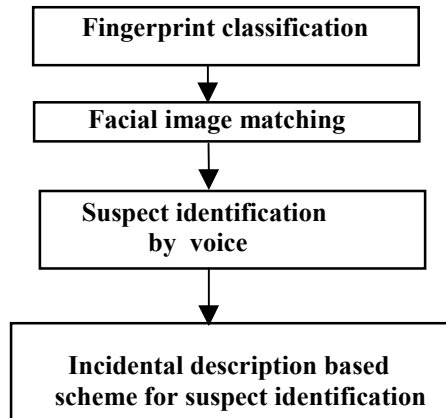 Fingerprint classification
Facial image matching
Suspect identification
by voice
Incidental description based
scheme for suspect identification